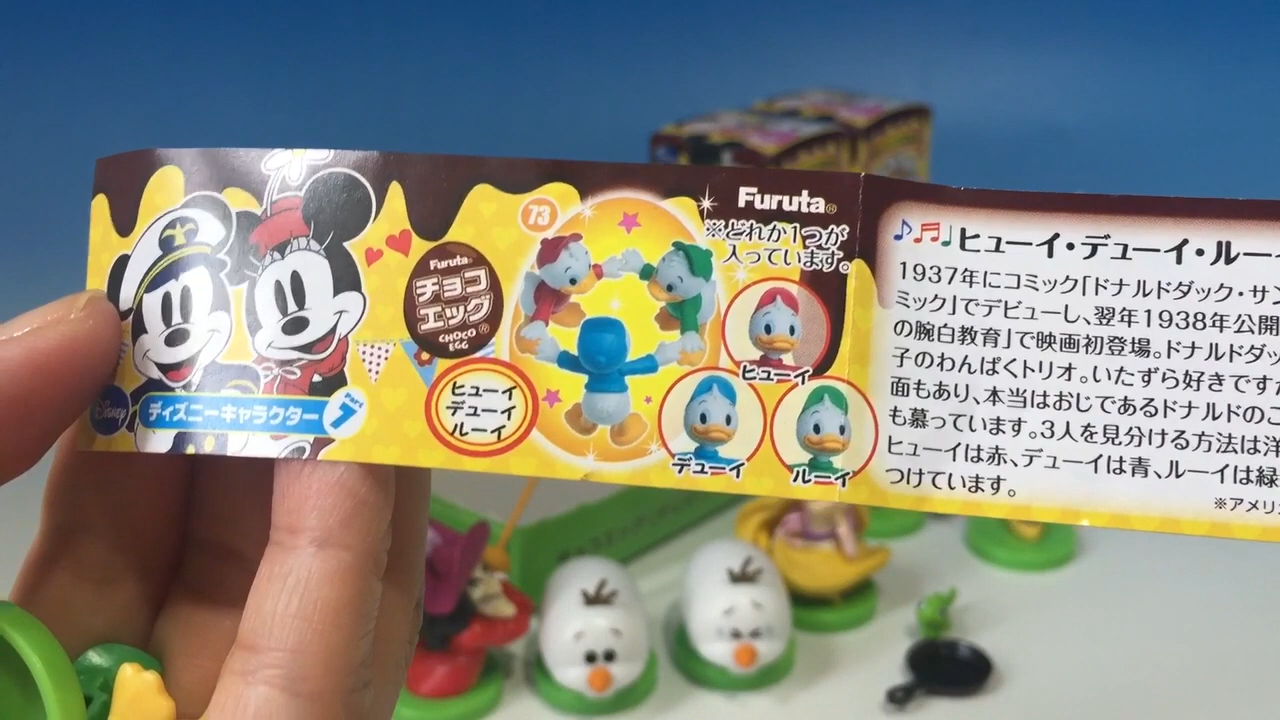 Disney
ディズニーキャラクター Part 7
Furuta®
チョコ
エッグ®
CHOCO
EGG
ヒューイ
デューイ
ルーイ
73
Furuta®
※どれか1つが
入っています。
ヒューイ
デューイ
ルーイ
ヒューイ・デューイ・ルー
1937年にコミック「ドナルドダック・サン
ミック」でデビューし、翌年1938年公開
の腕白教育」で映画初登場。ドナルドダッ
子のわんぱくトリオ。いたずら好きです
面もあり、本当はおじであるドナルドのこ
も慕っています。3人を見分ける方法は洋
ヒューイは赤、デューイは青、ルーイは緑
つけています。
※アメリ